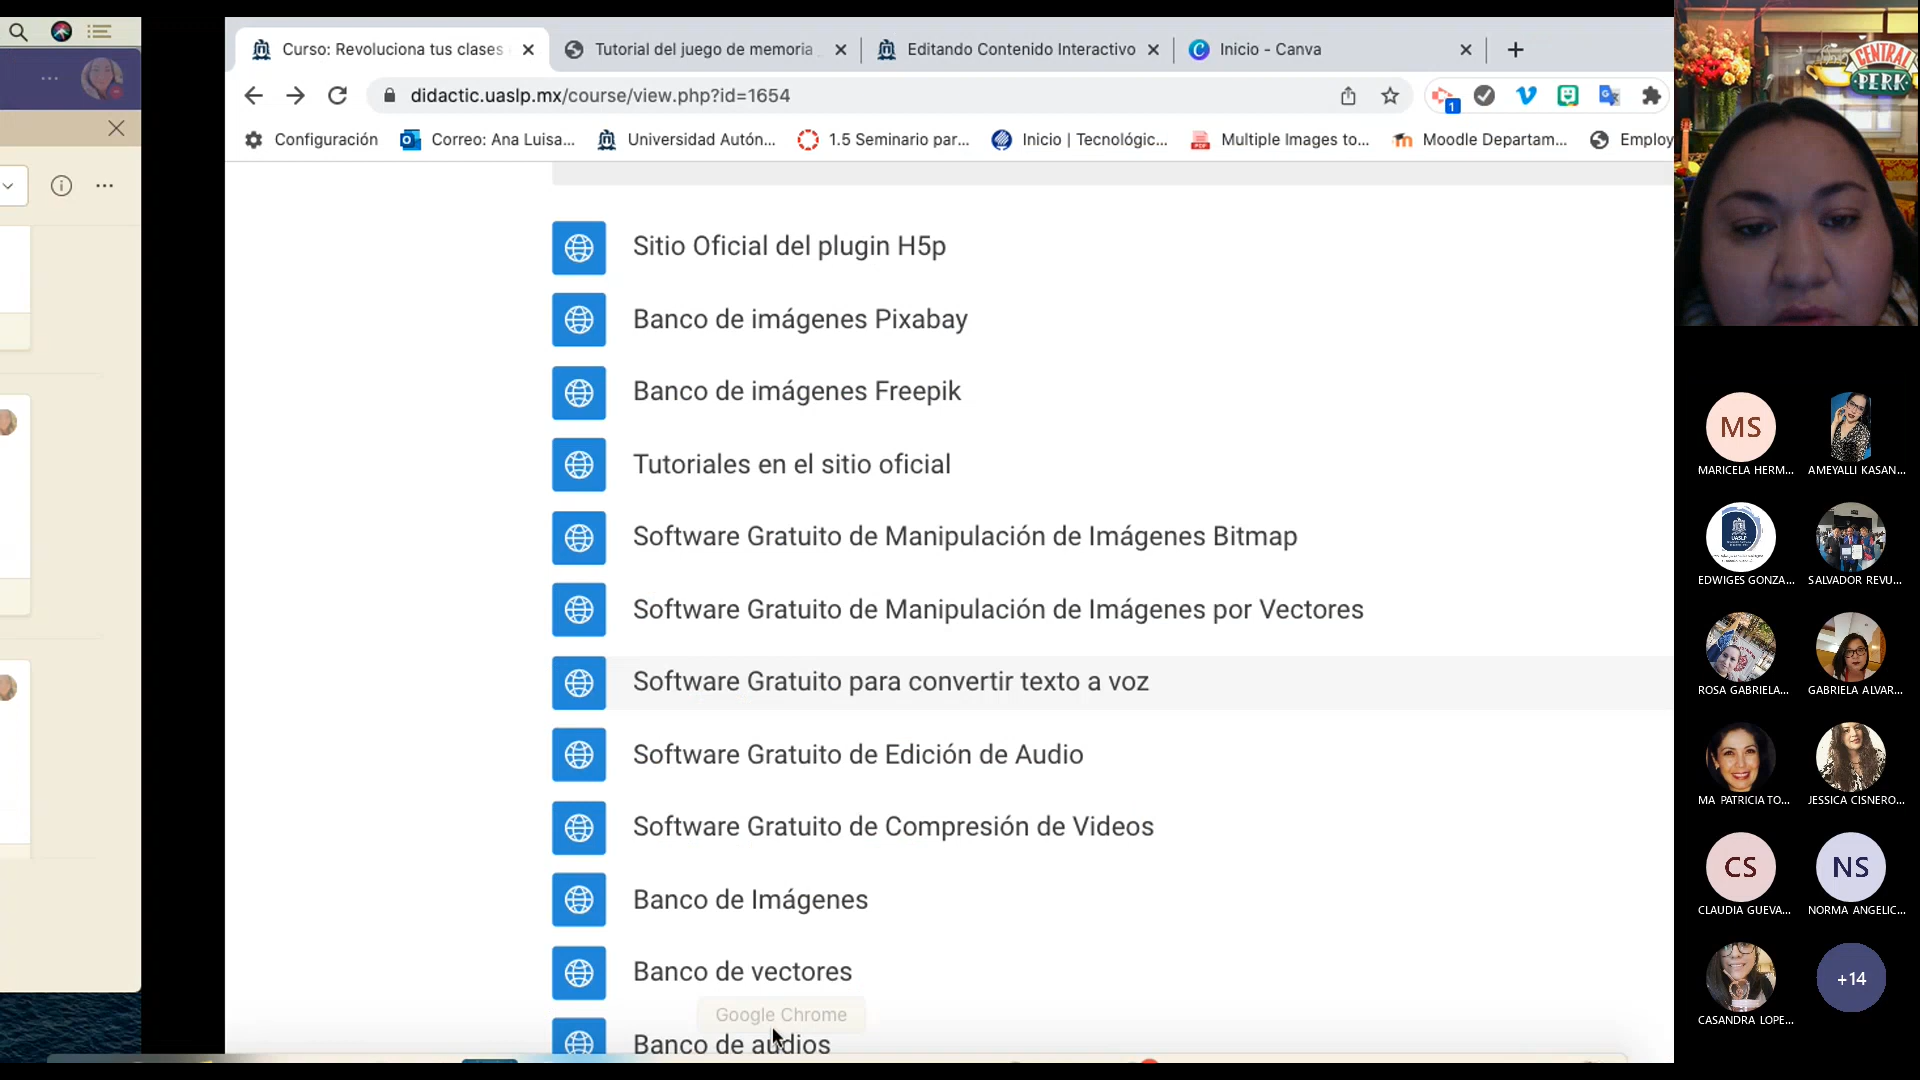 Curso: Revoluciona tus clases
Tutorial del juego de memoria
Editando Contenido Interactivo
Inicio - Canva
didactic.uaslp.mx/course/view.php?id=1654
1
Configuración
Correo: Ana Luisa...
Universidad Autón...
1.5 Seminario par...
Inicio | Tecnológic...
Multiple Images to...
Moodle Departam...
Employ
Sitio Oficial del plugin H5p
Banco de imágenes Pixabay
Banco de imágenes Freepik
Tutoriales en el sitio oficial
Software Gratuito de Manipulación de Imágenes Bitmap
Software Gratuito de Manipulación de Imágenes por Vectores
Software Gratuito para convertir texto a voz
Software Gratuito de Edición de Audio
Software Gratuito de Compresión de Videos
Banco de Imágenes
Banco de vectores
Google Chrome
Banco de audios
CENTRAL
PERK
MS
MARICELA HERM...
AMEYALLI KASAN...
UASLP
EDWIGES GONZA...
SALVADOR REVU...
ROSA GABRIELA...
GABRIELA ALVAR...
MA PATRICIA TO...
JESSICA CISNERO...
CS
CLAUDIA GUEVA...
NS
NORMA ANGELIC...
CASANDRA LOPE...
+14